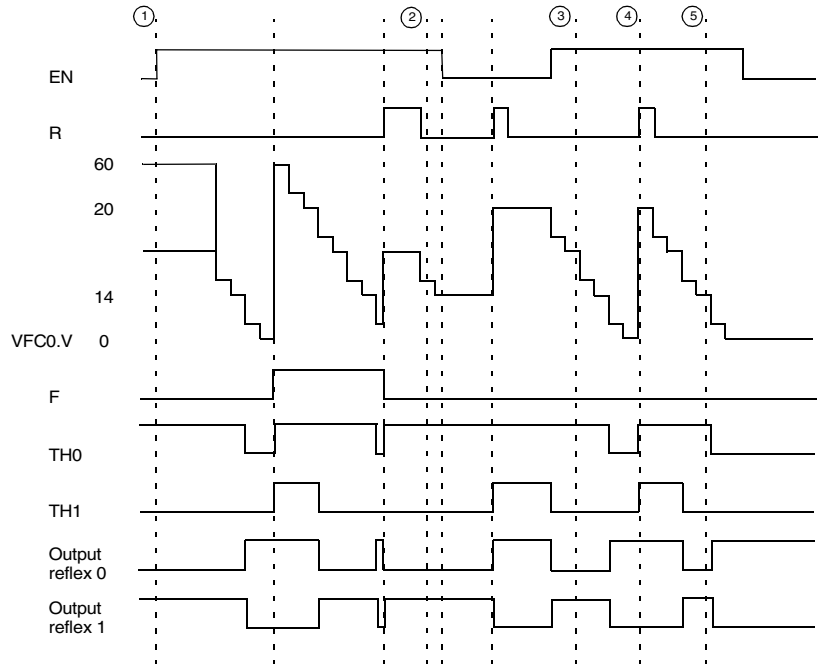 1 2 3 4 5
EN
R
60
20
14
VFC0.V 0
F
TH0
TH1
Output
reflex 0
Output
reflex 1